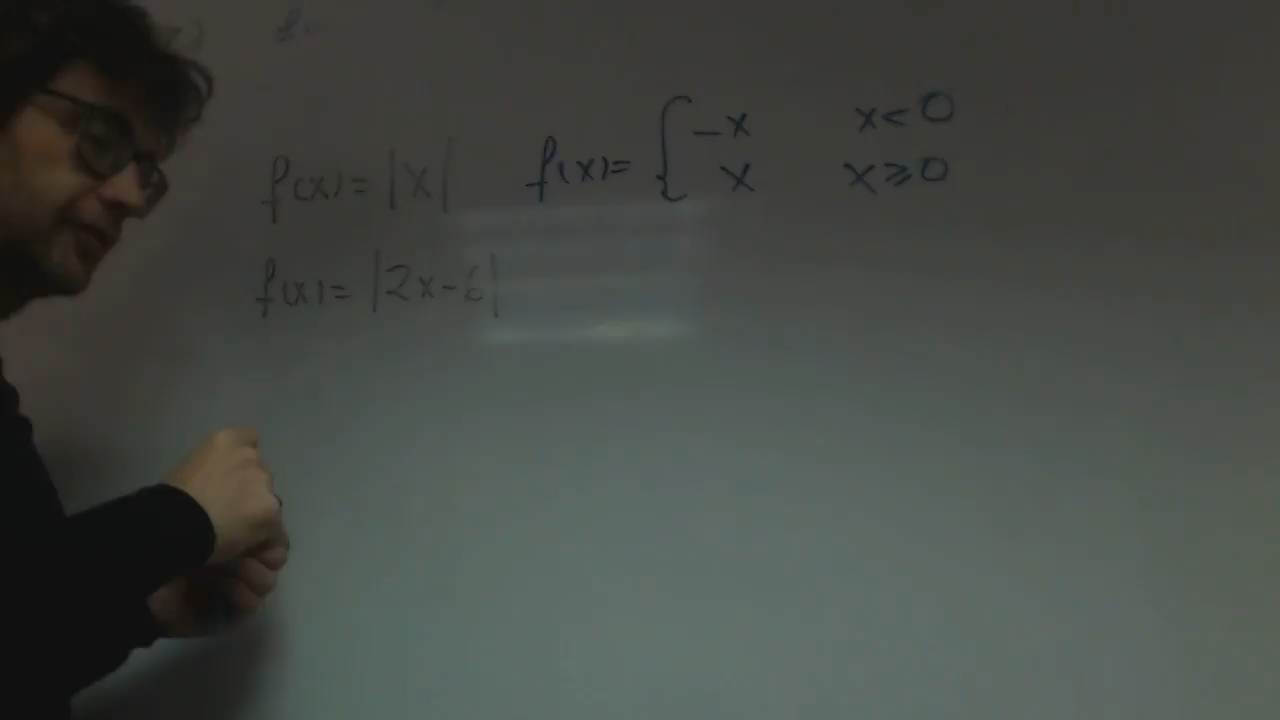 f(x)= |x| f(x)= { -x x<0
x x≥0
f(x)= |2x-6|